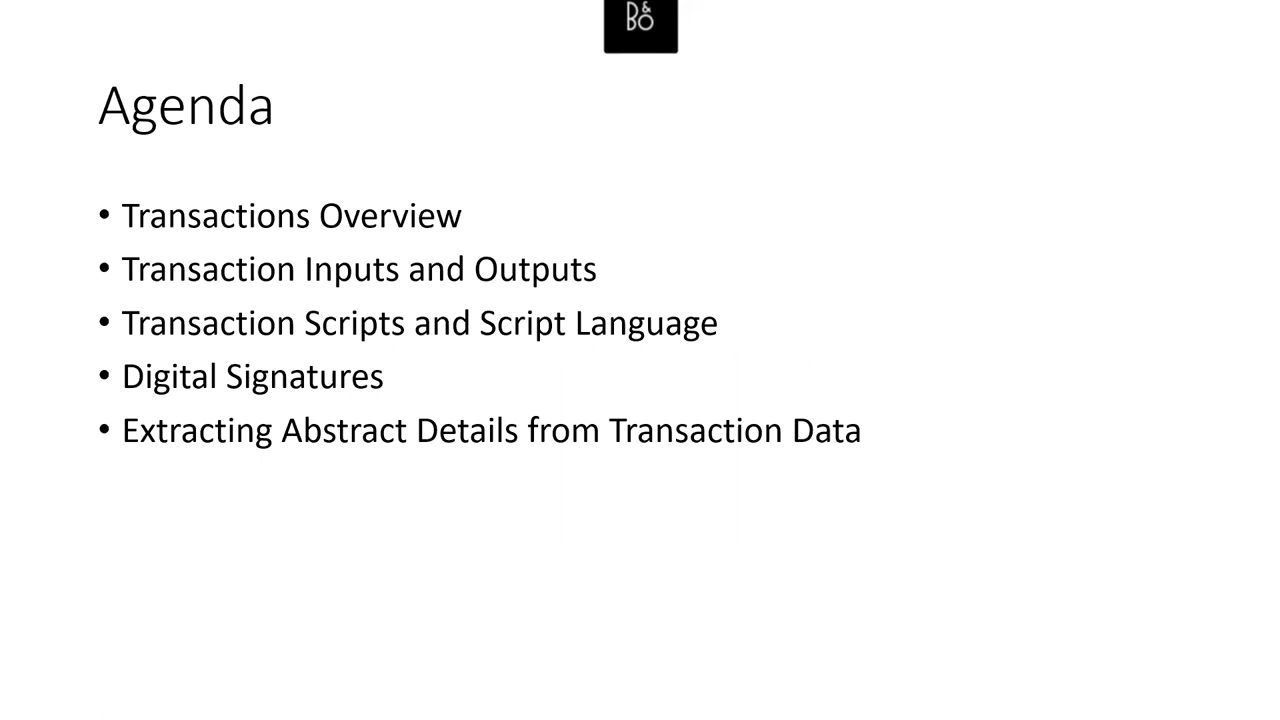 D&
BO
Agenda
• Transactions Overview
• Transaction Inputs and Outputs
• Transaction Scripts and Script Language
• Digital Signatures
• Extracting Abstract Details from Transaction Data